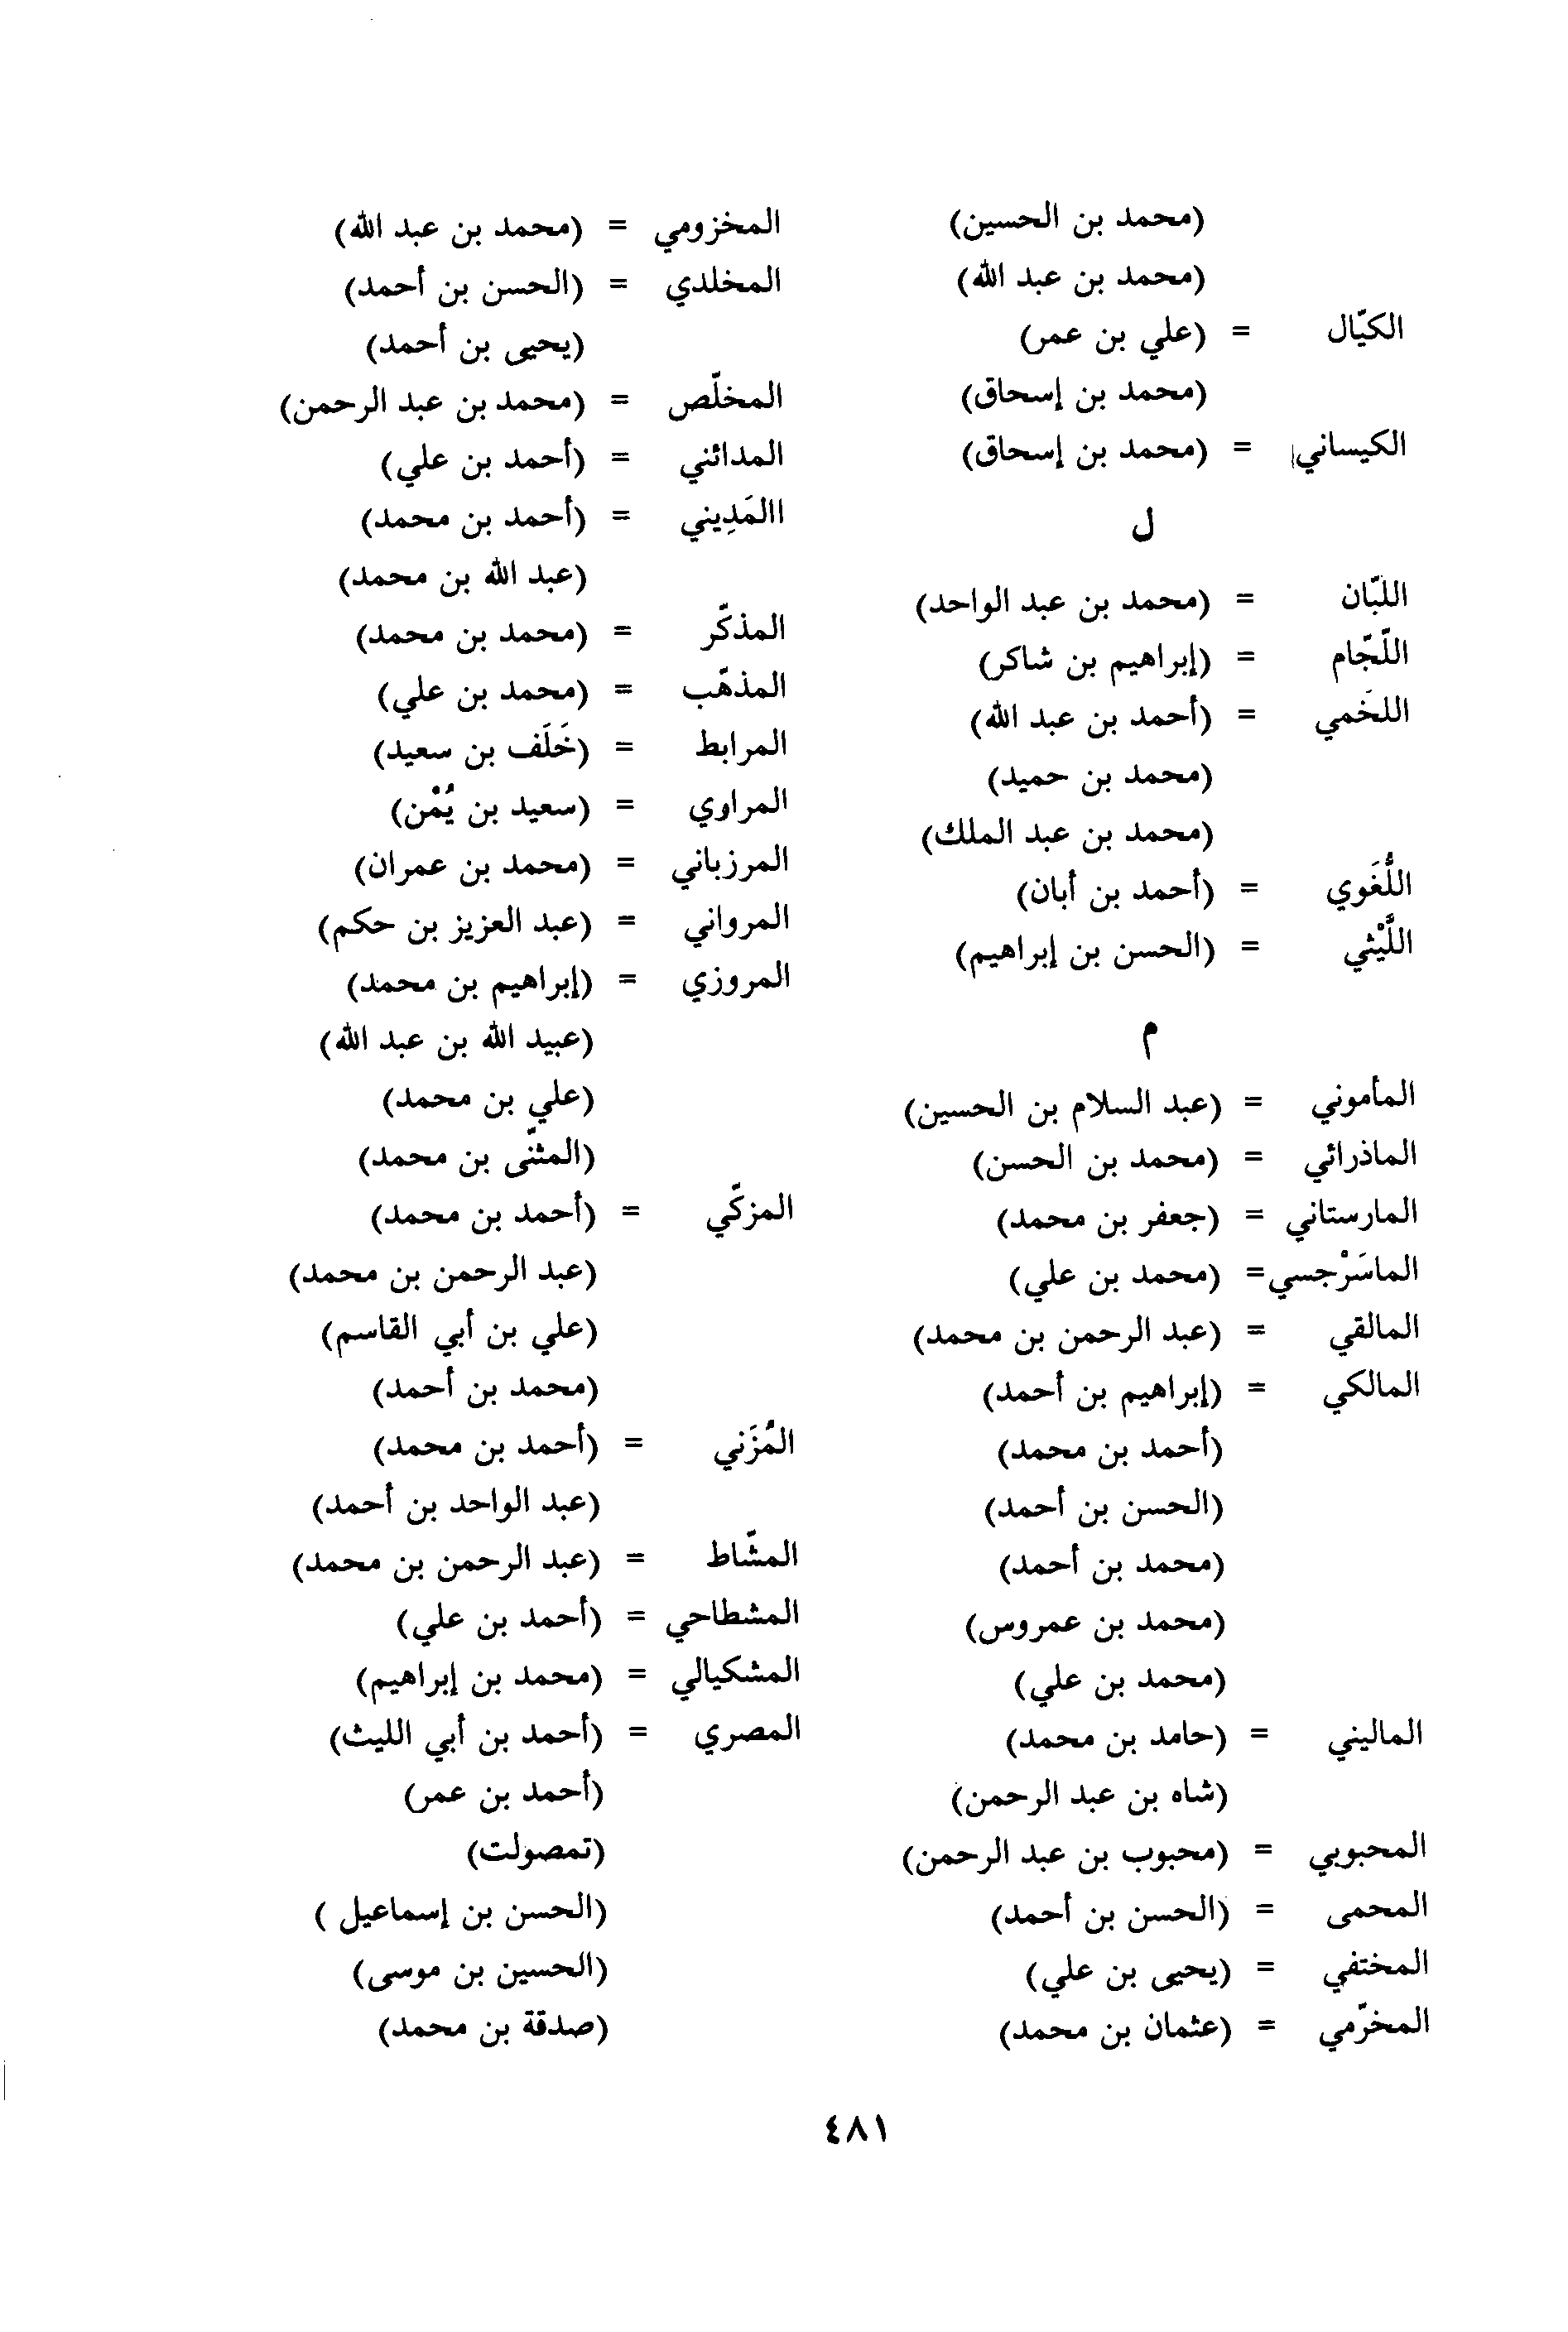 (محمد بن الحسين)
(محمد بن عبد الله)
الكيّال = (علي بن عمر)
(محمد بن إسحاق)
الكيساني = (محمد بن إسحاق)
ل
اللبّان = (محمد بن عبد الواحد)
اللّجّام = (إبراهيم بن شاكر)
اللخَمي = (أحمد بن عبد الله)
(محمد بن حميد)
(محمد بن عبد الملك)
اللُّغَوي = (أحمد بن أبان)
اللَّيْثي = (الحسن بن إبراهيم)
م
المأموني = (عبد السلام بن الحسين)
الماذرائي = (محمد بن الحسن)
المارستاني = (جعفر بن محمد)
الماسَرْجسي = (محمد بن علي)
المالقي = (عبد الرحمن بن محمد)
المالكي = (إبراهيم بن أحمد)
(أحمد بن محمد)
(الحسن بن أحمد)
(محمد بن أحمد)
(محمد بن عمروس)
(محمد بن علي)
الماليني = (حامد بن محمد)
(شاه بن عبد الرحمن)
المحبوبي = (محبوب بن عبد الرحمن)
المحمى = (الحسن بن أحمد)
المختفي = (يحيى بن علي)
المخرّمي = (عثمان بن محمد)
المخزومي = (محمد بن عبد الله)
المخلدي = (الحسن بن أحمد)
(يحيى بن أحمد)
المخلّص = (محمد بن عبد الرحمن)
المدائني = (أحمد بن علي)
االمَدِيني = (أحمد بن محمد)
(عبد الله بن محمد)
المذكّر = (محمد بن محمد)
المذهّب = (محمد بن علي)
المرابط = (خَلَف بن سعيد)
المراوي = (سعيد بن يُمْن)
المرزباني = (محمد بن عمران)
المرواني = (عبد العزيز بن حكم)
المروزي = (إبراهيم بن محمد)
(عبيد الله بن عبد الله)
(علي بن محمد)
(المثنّى بن محمد)
المزكّي = (أحمد بن محمد)
(عبد الرحمن بن محمد)
(علي بن أبي القاسم)
(محمد بن أحمد)
المُزَني = (أحمد بن محمد)
(عبد الواحد بن أحمد)
المشّاط = (عبد الرحمن بن محمد)
المشطاحي = (أحمد بن علي)
المشكيالي = (محمد بن إبراهيم)
المصري = (أحمد بن أبي الليث)
(أحمد بن عمر)
(تمصولت)
(الحسن بن إسماعيل )
(الحسين بن موسى)
(صدقة بن محمد)
٤٨١